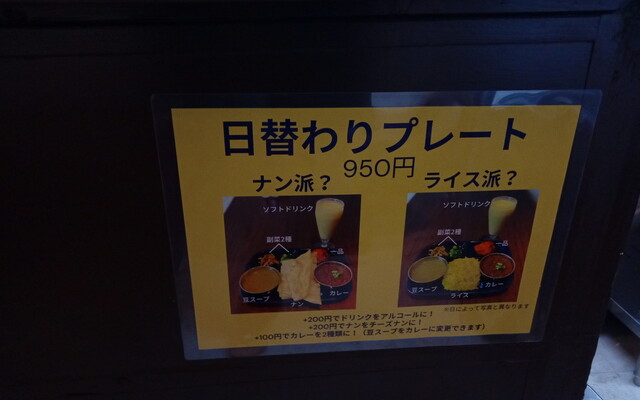 日替わりプレート
950円
ナン派？
ライス派？
ソフトドリンク
副菜2種
一品
豆スープ
カレー
ナン
ソフトドリンク
副菜2種
一品
豆スープ
カレー
ライス
※日によって写真と異なります
+200円でドリンクをアルコールに！
+200円でナンをチーズナンに！
+100円でカレーを2種類に！（豆スープをカレーに変更できます）